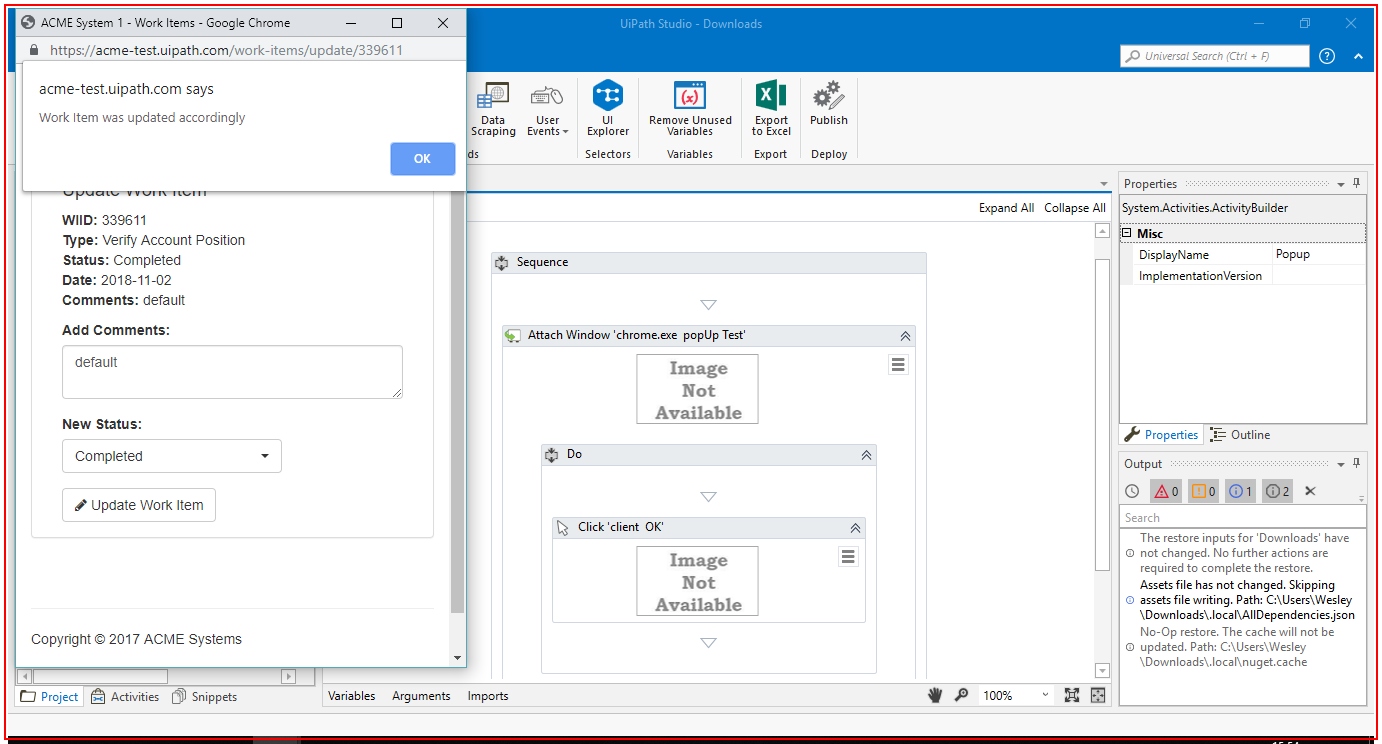 ACME System 1 - Work Items - Google Chrome
https://acme-test.uipath.com/work-items/update/339611
acme-test.uipath.com says
Work Item was updated accordingly
OK
Update Work Item
WIID: 339611
Type: Verify Account Position
Status: Completed
Date: 2018-11-02
Comments: default
Add Comments:
default
New Status:
Completed
Update Work Item
Copyright © 2017 ACME Systems
UiPath Studio - Downloads
Universal Search (Ctrl + F)
?
Data
Scraping
User
Events
UI
Explorer
Remove Unused
Variables
Export
to Excel
Publish
ds
Selectors
Variables
Export
Deploy
Expand All Collapse All
Sequence
Attach Window 'chrome.exe popUp Test'
Image
Not
Available
Do
Click 'client OK'
Image
Not
Available
Properties
System.Activities.ActivityBuilder
Misc
DisplayName Popup
ImplementationVersion
Properties Outline
Output
0 0 1 2
Search
The restore inputs for 'Downloads' have
not changed. No further actions are
required to complete the restore.
Assets file has not changed. Skipping
assets file writing. Path: C:\Users\Wesley
\Downloads\.local\AllDependencies.json
No-Op restore. The cache will not be
updated. Path: C:\Users\Wesley
\Downloads\.local\nuget.cache
Project Activities Snippets
Variables Arguments Imports
100%